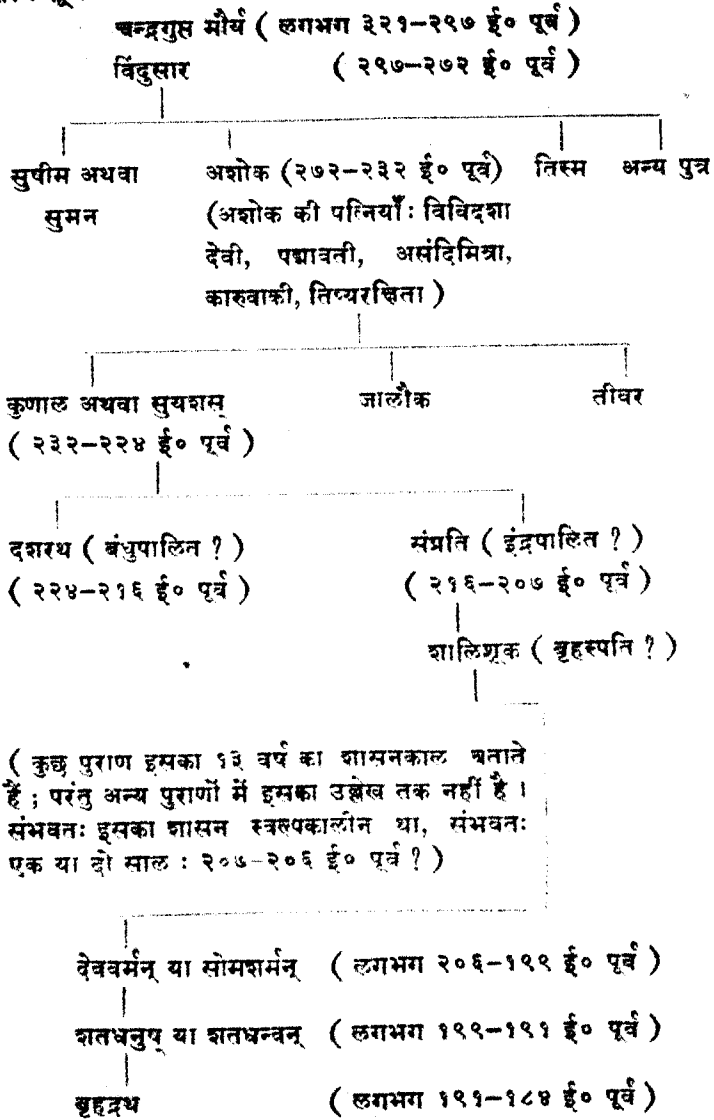 चन्द्रगुप्त मौर्य ( लगभग ३२१–२९७ ई० पूर्व )
विंदुसार ( २९७–२७२ ई० पूर्व )
सुषीम अथवा अशोक (२७२–२३२ ई० पूर्व) तिस्म अन्य पुत्र
सुमन (अशोक की पत्नियाँ: विविदशा
देवी, पद्मावती, असंदिमित्रा,
कारुवाकी, तिष्यरक्षिता )
कुणाल अथवा सुयशस् जालौक तीवर
( २३२–२२४ ई० पूर्व )
दशरथ ( बंधुपालित ? ) संप्रति ( इंद्रपालित ? )
( २२४–२१६ ई० पूर्व ) ( २१६–२०७ ई० पूर्व )
शालिशूक ( बृहस्पति ? )
( कुछ पुराण इसका १३ वर्ष का शासनकाल बताते
हैं ; परंतु अन्य पुराणों में इसका उल्लेख तक नहीं है ।
संभवतः इसका शासन स्वल्पकालीन था, संभवतः
एक या दो साल : २०७–२०६ ई० पूर्व ? )
देववर्मन् या सोमशर्मन् ( लगभग २०६–१९९ ई० पूर्व )
शतधनुष् या शतधन्वन् ( लगभग १९९–१९१ ई० पूर्व )
बृहद्रथ ( लगभग १९१–१८४ ई० पूर्व )